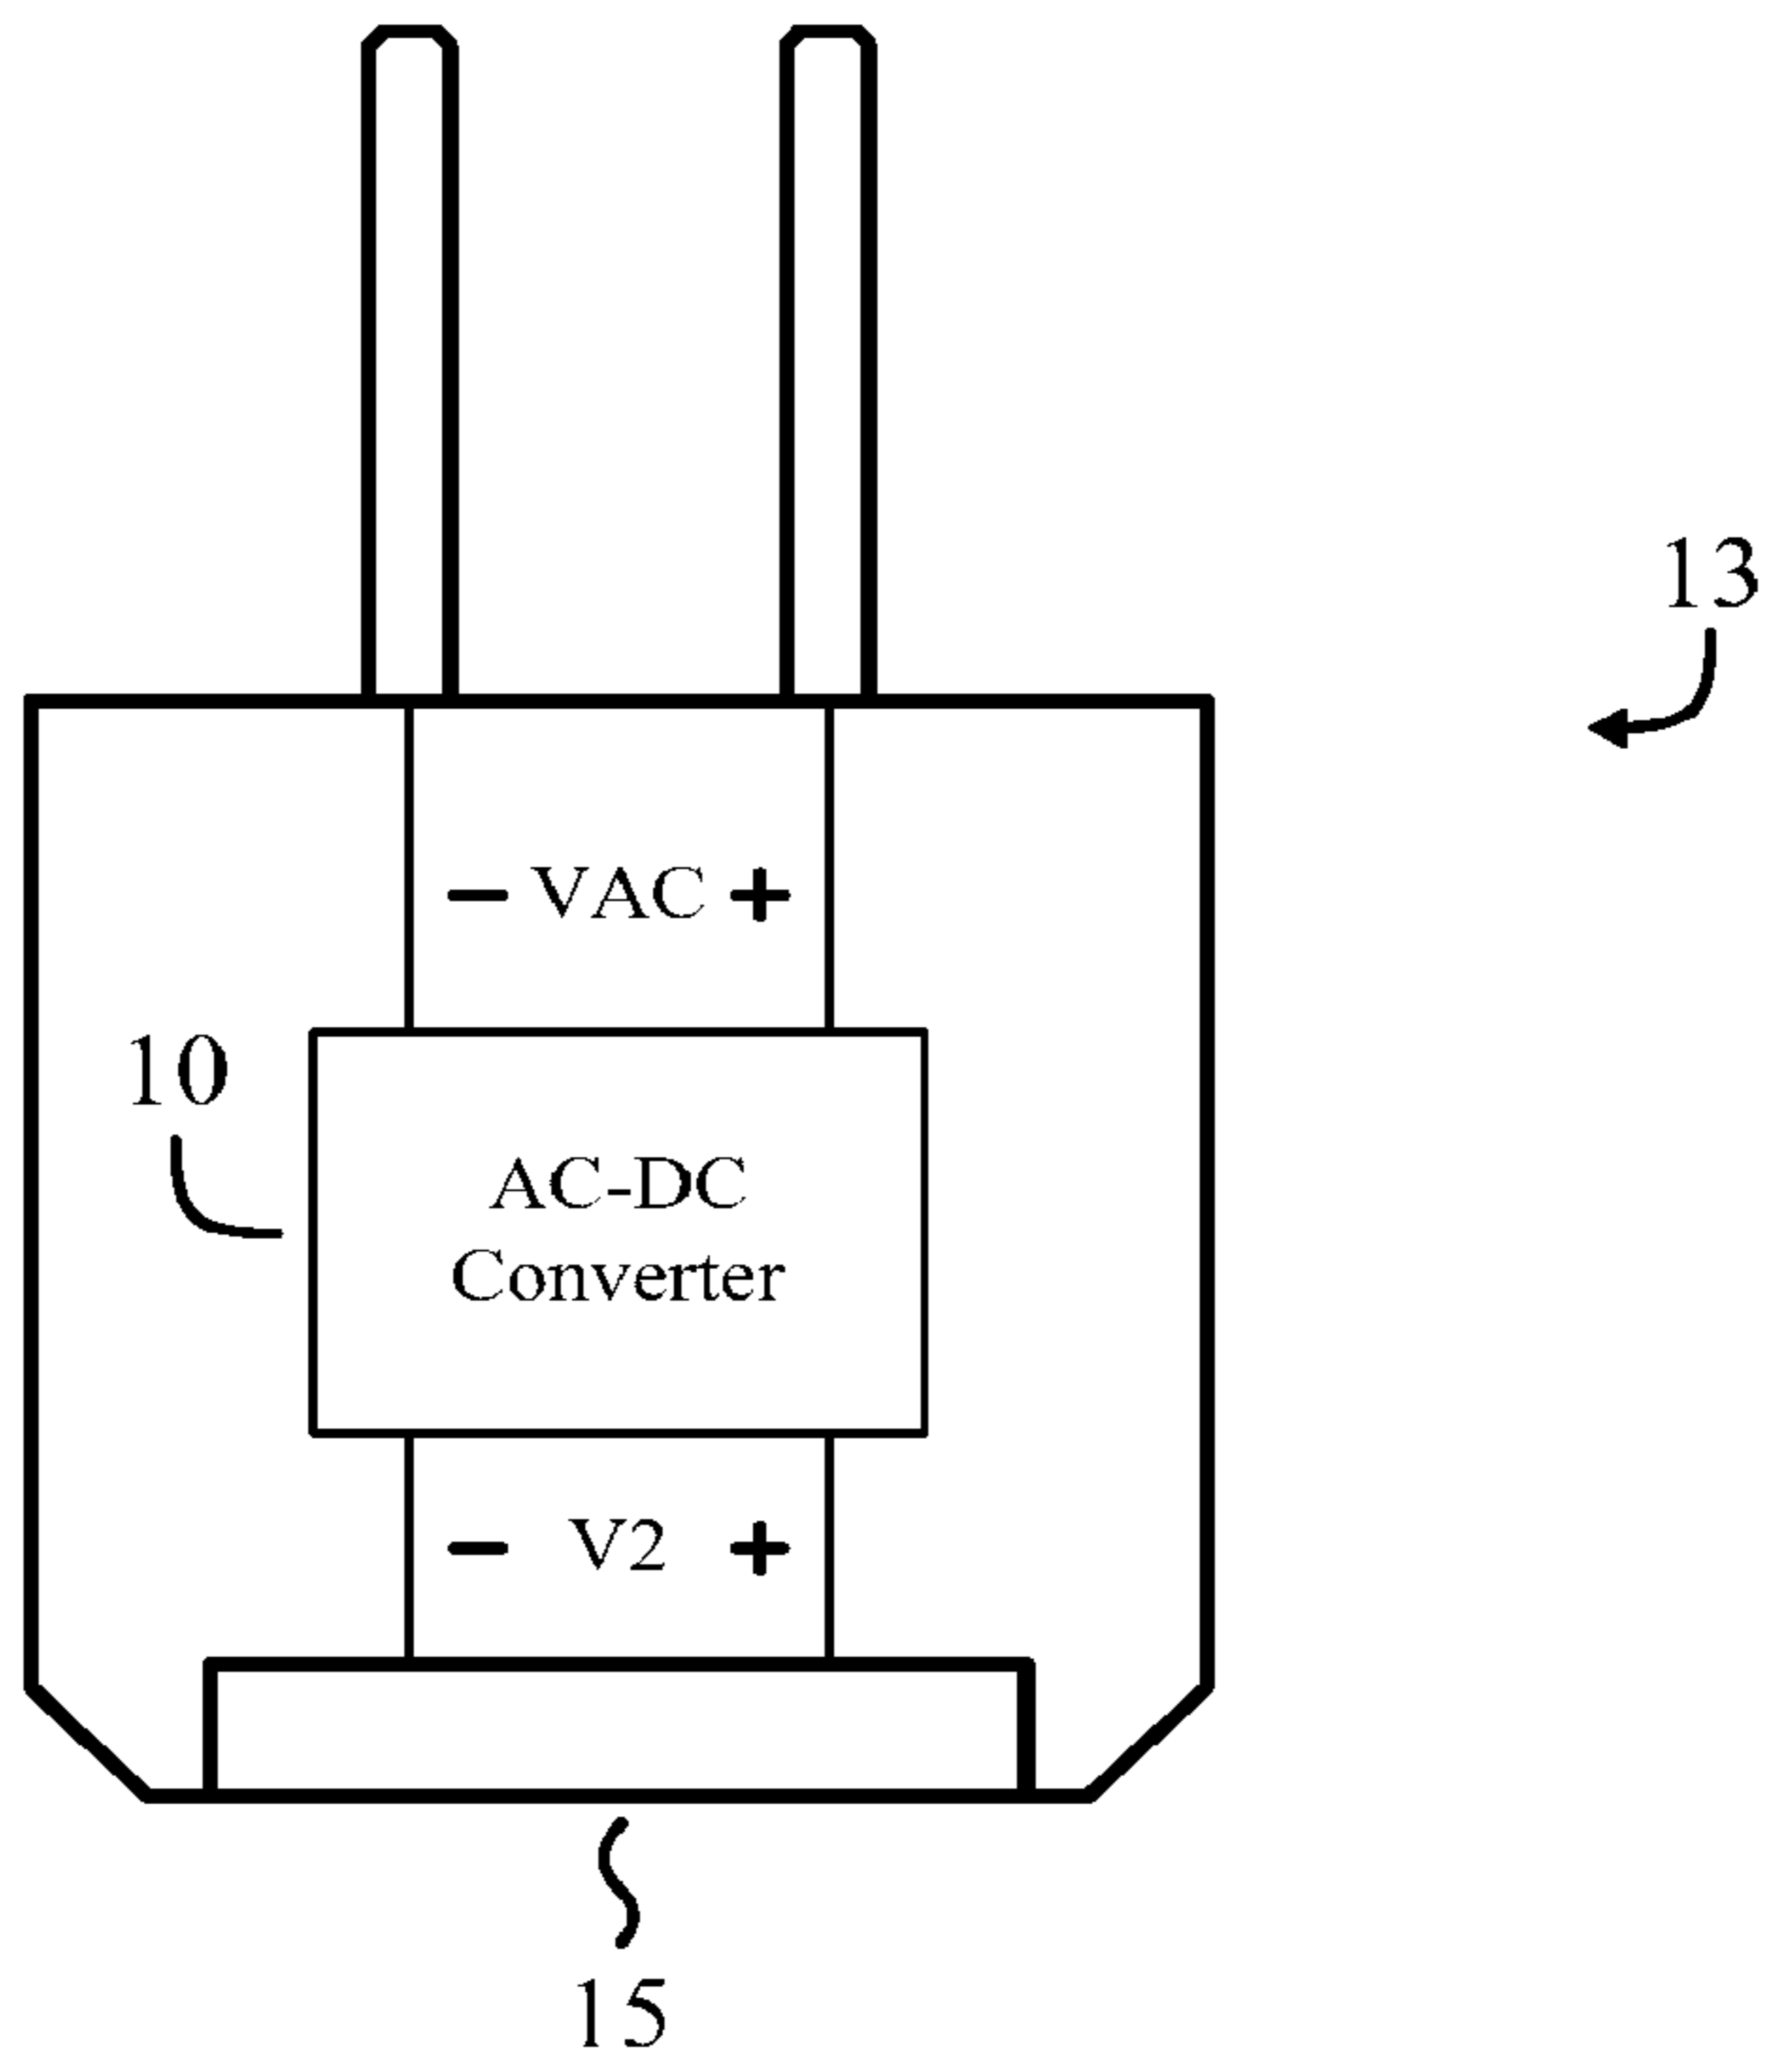 13
− VAC +
10
AC-DC
Converter
− V2 +
15